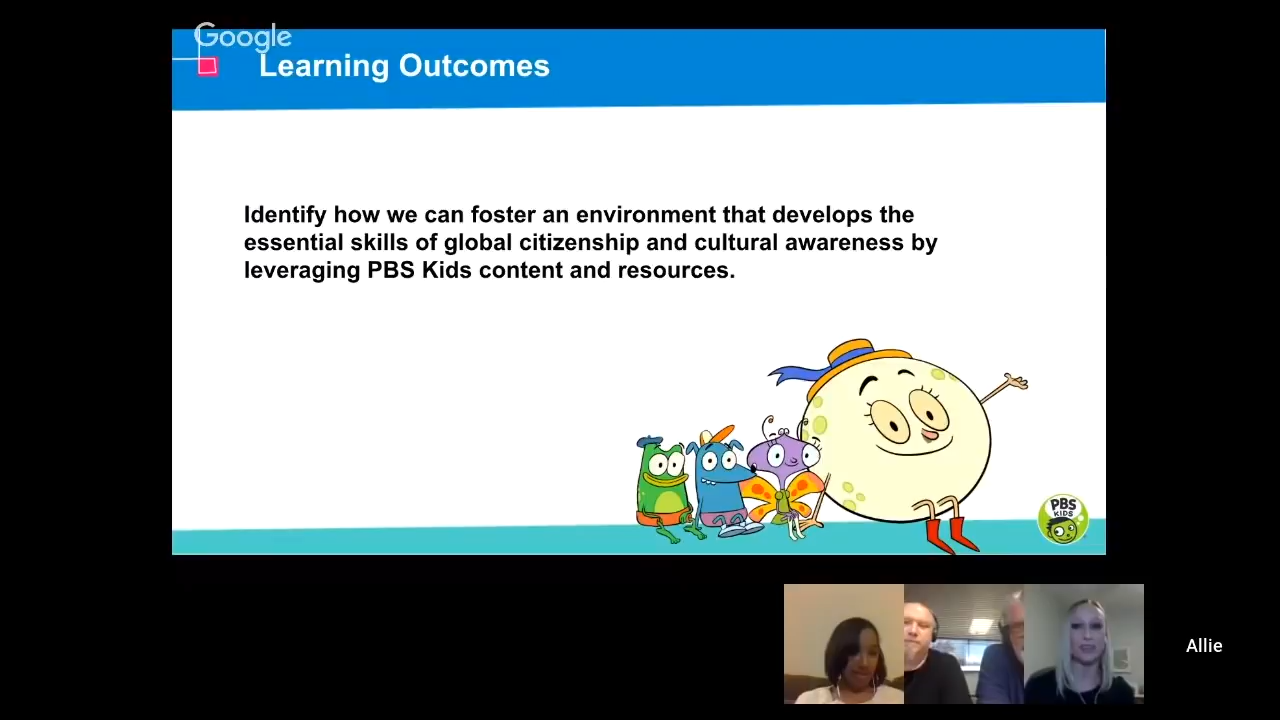 Google
Learning Outcomes
Identify how we can foster an environment that develops the
essential skills of global citizenship and cultural awareness by
leveraging PBS Kids content and resources.
PBS
KIDS
Allie